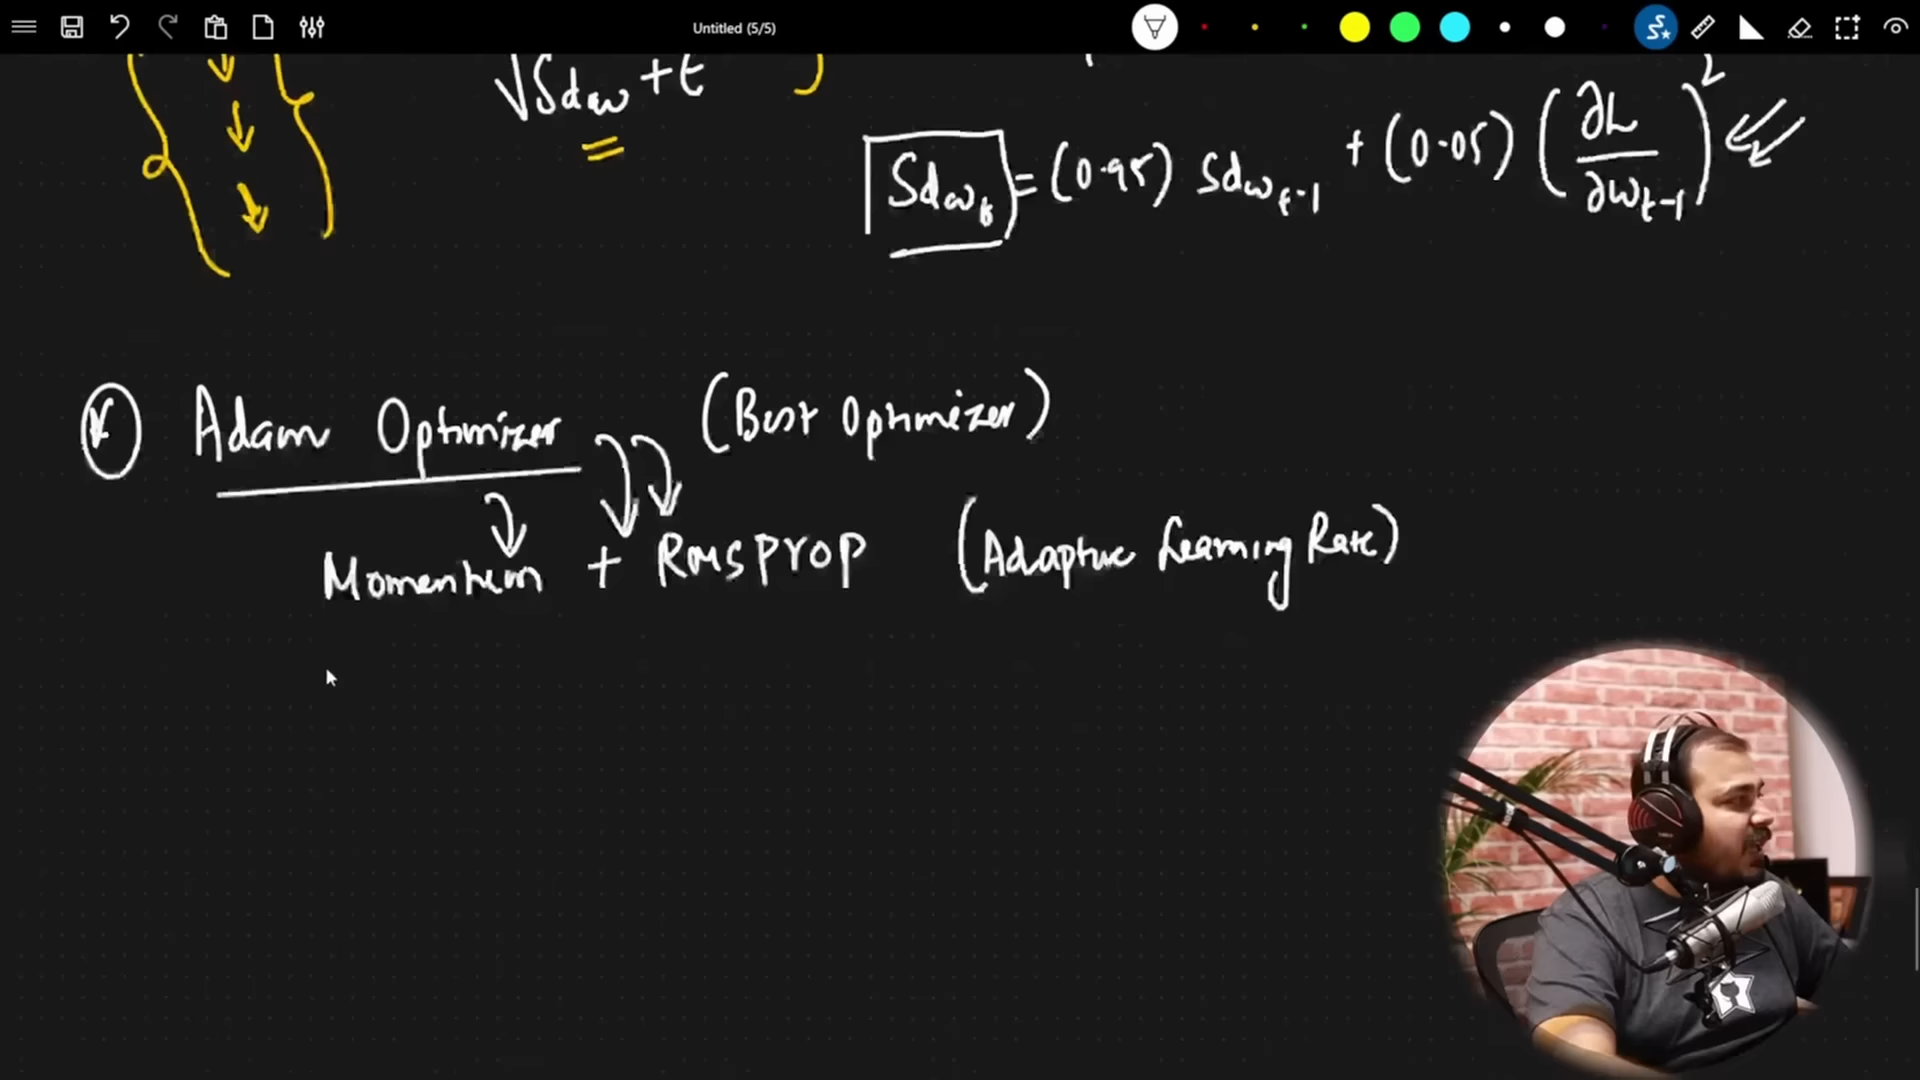 Untitled (5/5)
√Sdw + ε
Sdwt = (0.95) Sdwt-1 + (0.05) (∂L/∂wt-1)²
Adam Optimizer (Best Optimizer)
Momentum + RMSPROP (Adaptive Learning Rate)